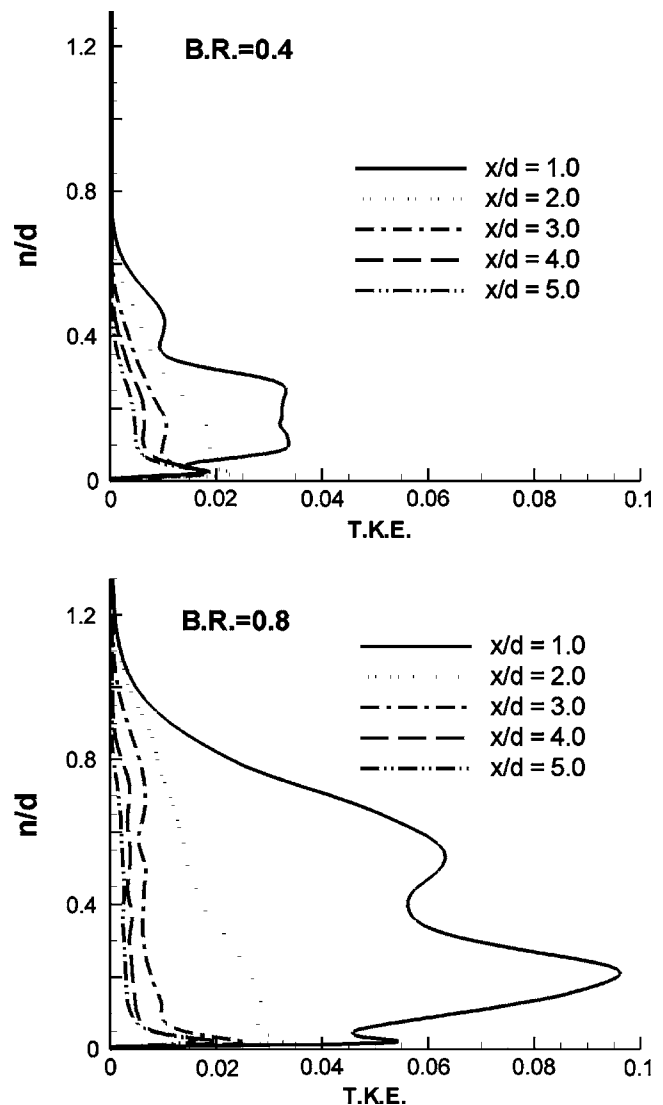 B.R.=0.4
1.2
0.8
0.4
0
n/d
x/d = 1.0
x/d = 2.0
x/d = 3.0
x/d = 4.0
x/d = 5.0
0 0.02 0.04 0.06 0.08 0.1
T.K.E.
B.R.=0.8
1.2
0.8
0.4
0
n/d
x/d = 1.0
x/d = 2.0
x/d = 3.0
x/d = 4.0
x/d = 5.0
0 0.02 0.04 0.06 0.08 0.1
T.K.E.